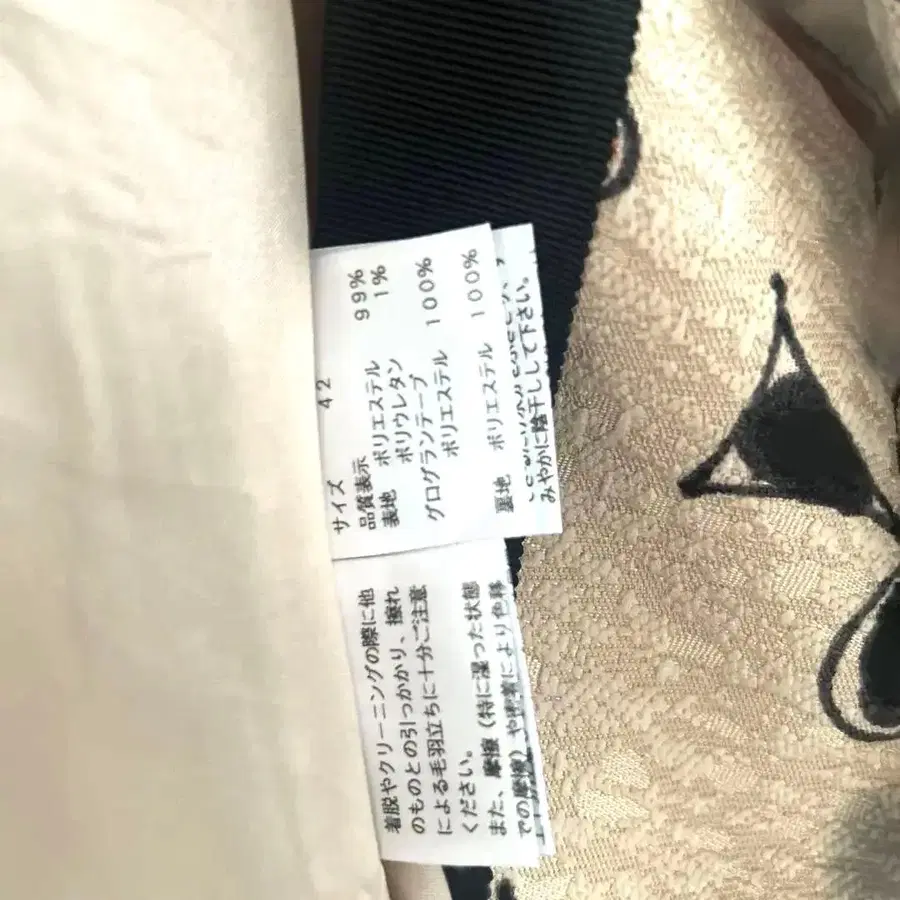 サイズ　42
品質表示
表地　ポリエステル　99%
ポリウレタン　1%
グログランテープ
ポリエステル　100%
裏地　ポリエステル　100%
みやかに陰干しして下さい。
着脱やクリーニングの際に他
のものとの引っかかり、擦れ
による毛羽立ちに十分ご注意
ください。
また、摩擦（特に湿った状態
での摩擦）や密着により色移